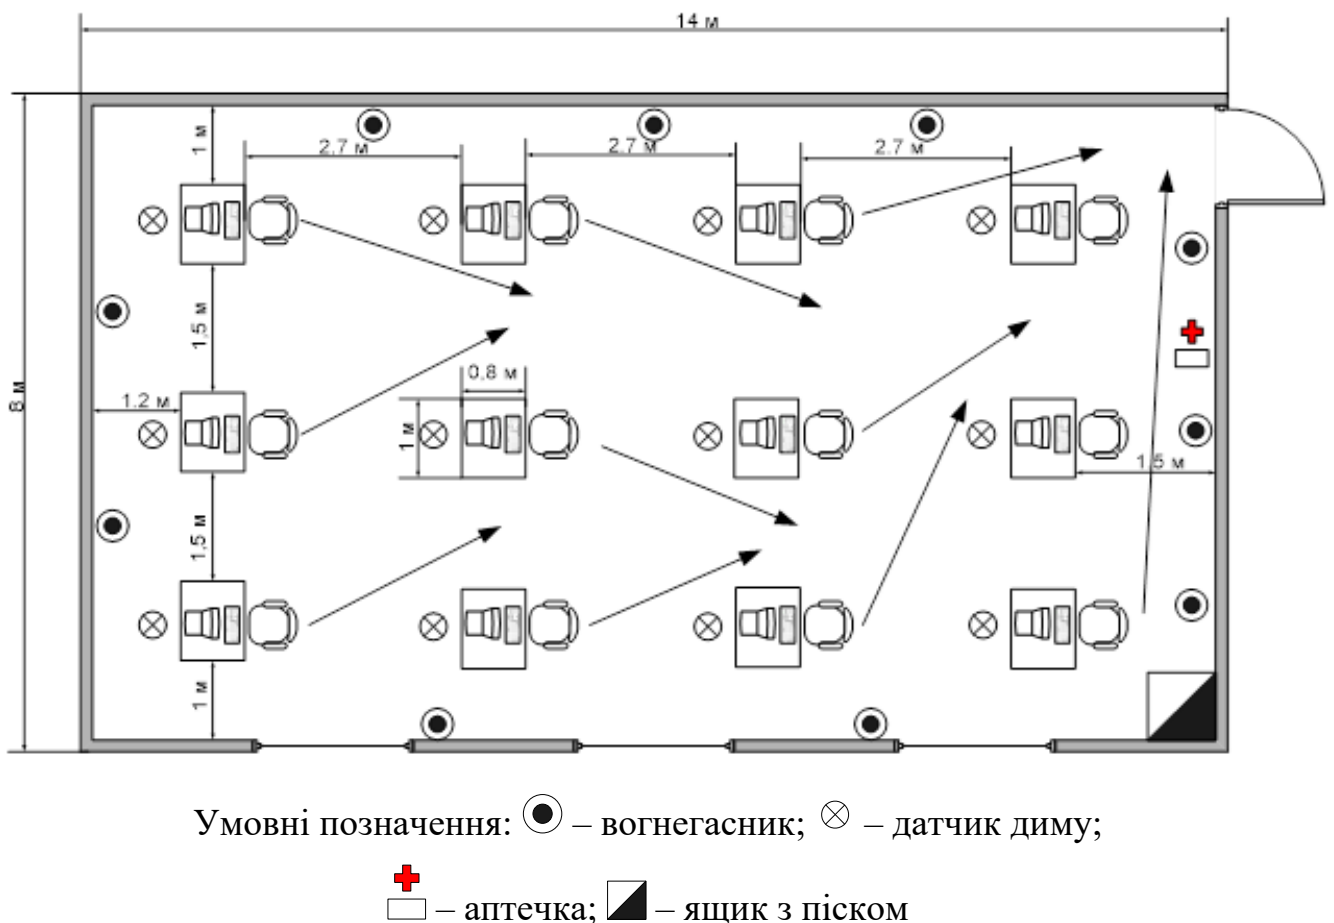 14 м
1 м
2.7 м
2.7 м
2.7 м
1,5 м
8 м
1.2 м
0,8 м
1 м
1,5 м
1,5 м
1 м
Умовні позначення: – вогнегасник; – датчик диму;
– аптечка; – ящик з піском